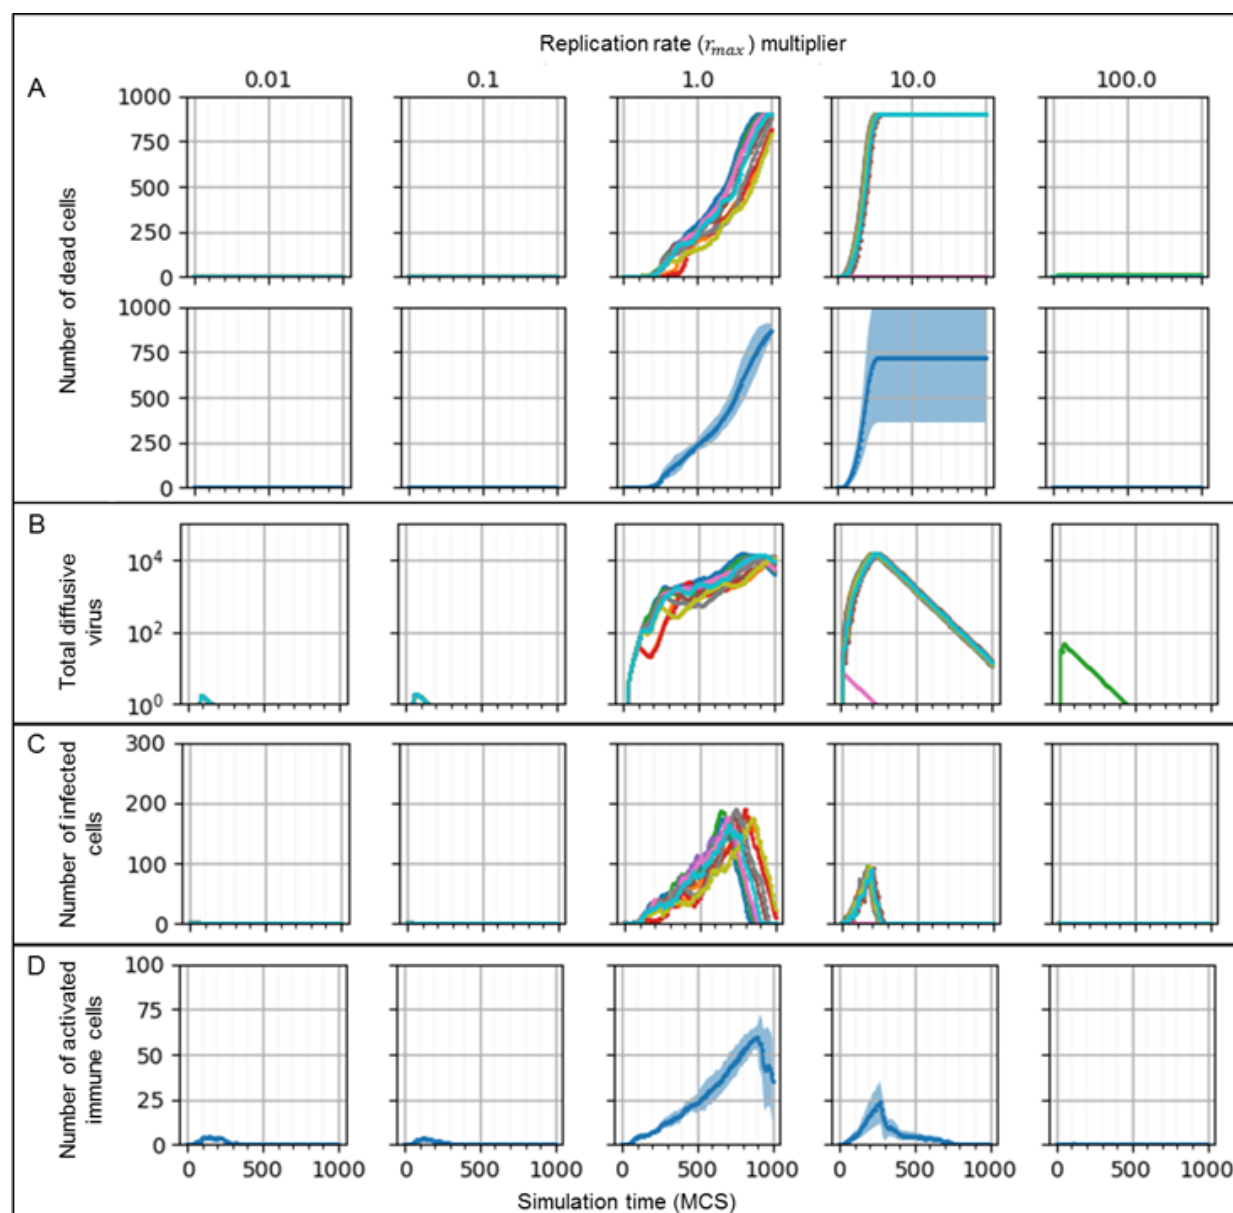 Replication rate (r_max) multiplier
A 0.01 0.1 1.0 10.0 100.0
Number of dead cells
1000
750
500
250
0
1000
750
500
250
0
B
Total diffusive
virus
10^4
10^2
10^0
C
Number of infected
cells
300
200
100
0
D
Number of activated
immune cells
100
75
50
25
0
0 500 1000 0 500 1000 0 500 1000 0 500 1000 0 500 1000
Simulation time (MCS)